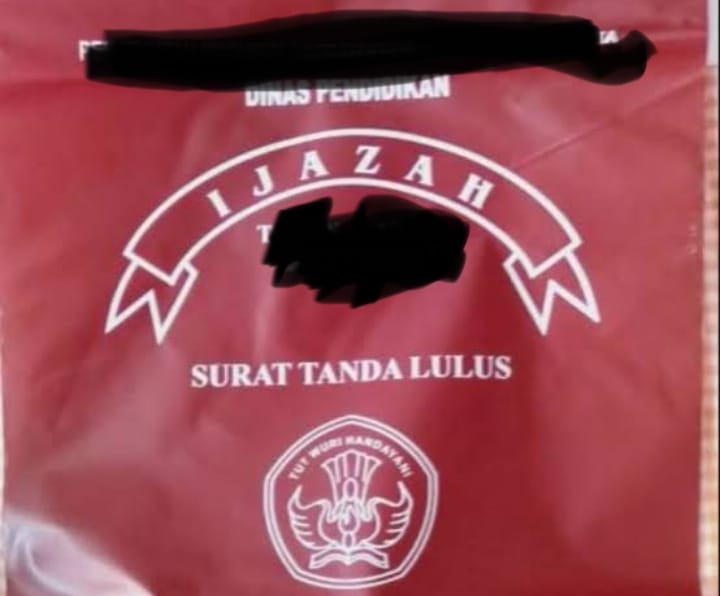 DINAS PENDIDIKAN
IJAZAH
SURAT TANDA LULUS
TUT WURI HANDAYANI